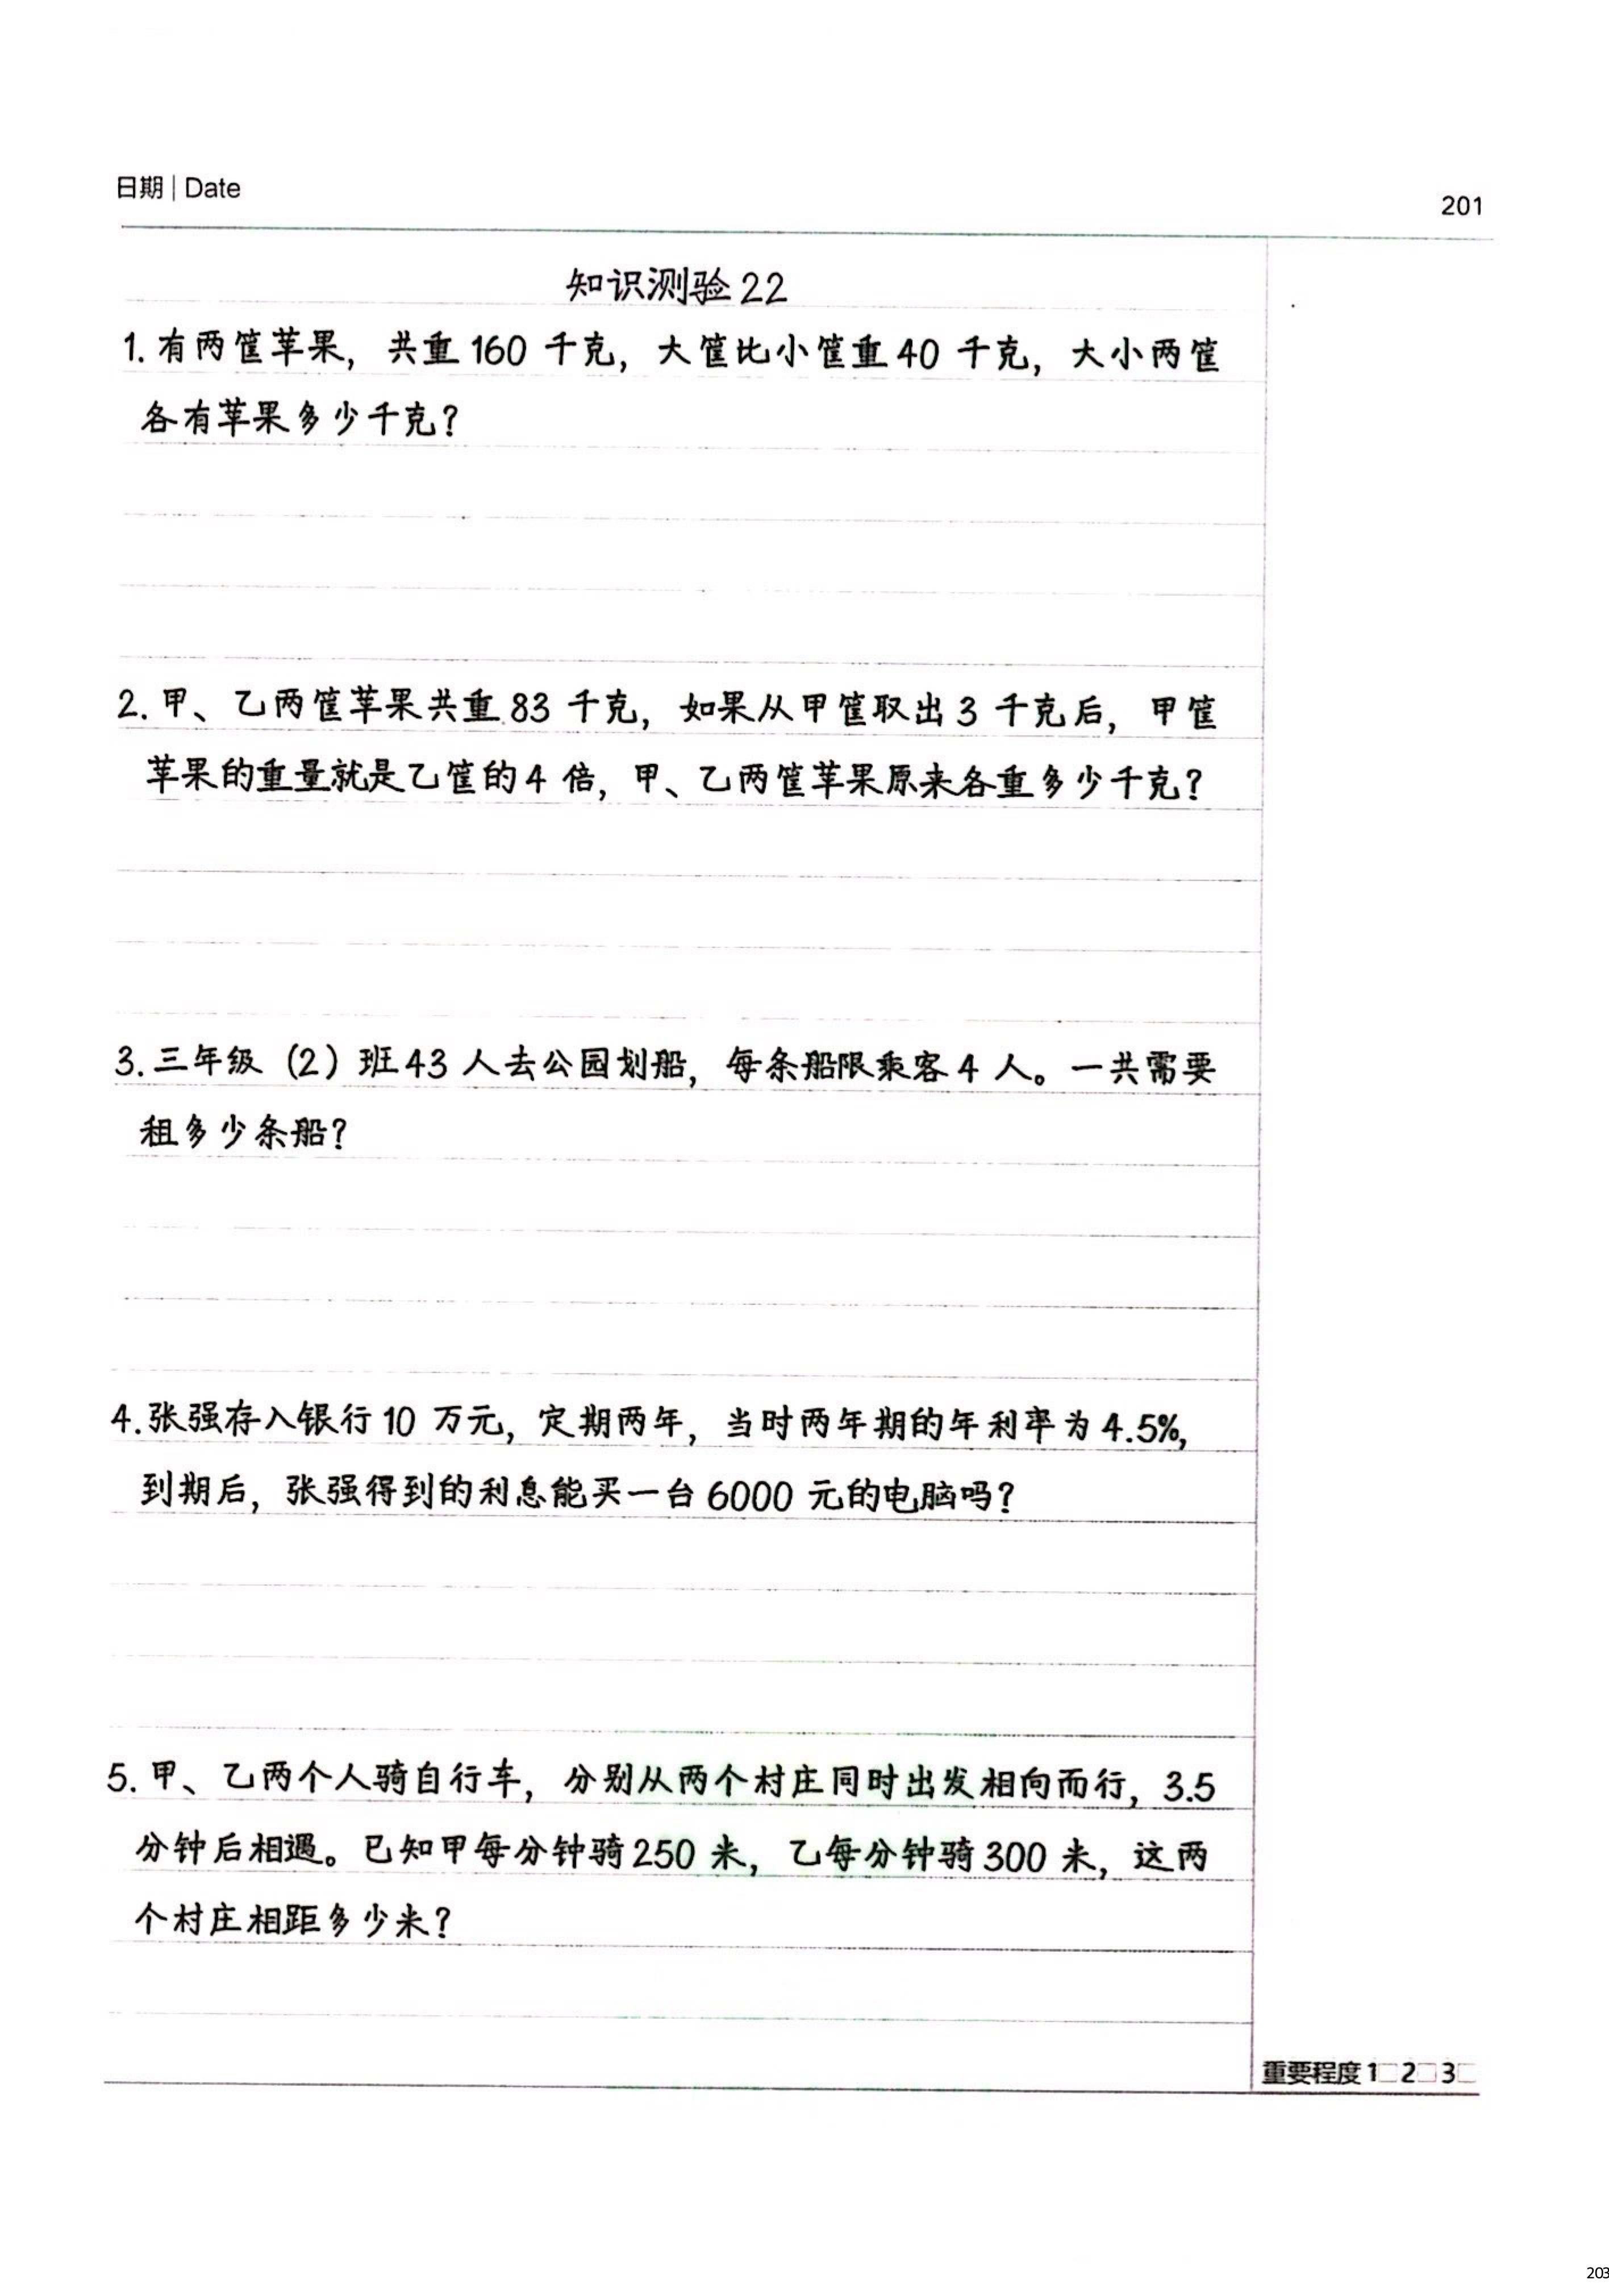 日期 | Date
201
知识测验22
1. 有两筐苹果，共重160 千克，大筐比小筐重40 千克，大小两筐
各有苹果多少千克？
2. 甲、乙两筐苹果共重83 千克，如果从甲筐取出3 千克后，甲筐
苹果的重量就是乙筐的4 倍，甲、乙两筐苹果原来各重多少千克？
3. 三年级（2）班43 人去公园划船，每条船限乘客4 人。一共需要
租多少条船？
4. 张强存入银行10 万元，定期两年，当时两年期的年利率为4.5%，
到期后，张强得到的利息能买一台6000 元的电脑吗？
5. 甲、乙两个人骑自行车，分别从两个村庄同时出发相向而行，3.5
分钟后相遇。已知甲每分钟骑250 米，乙每分钟骑300 米，这两
个村庄相距多少米？
重要程度 1□ 2□ 3□
203